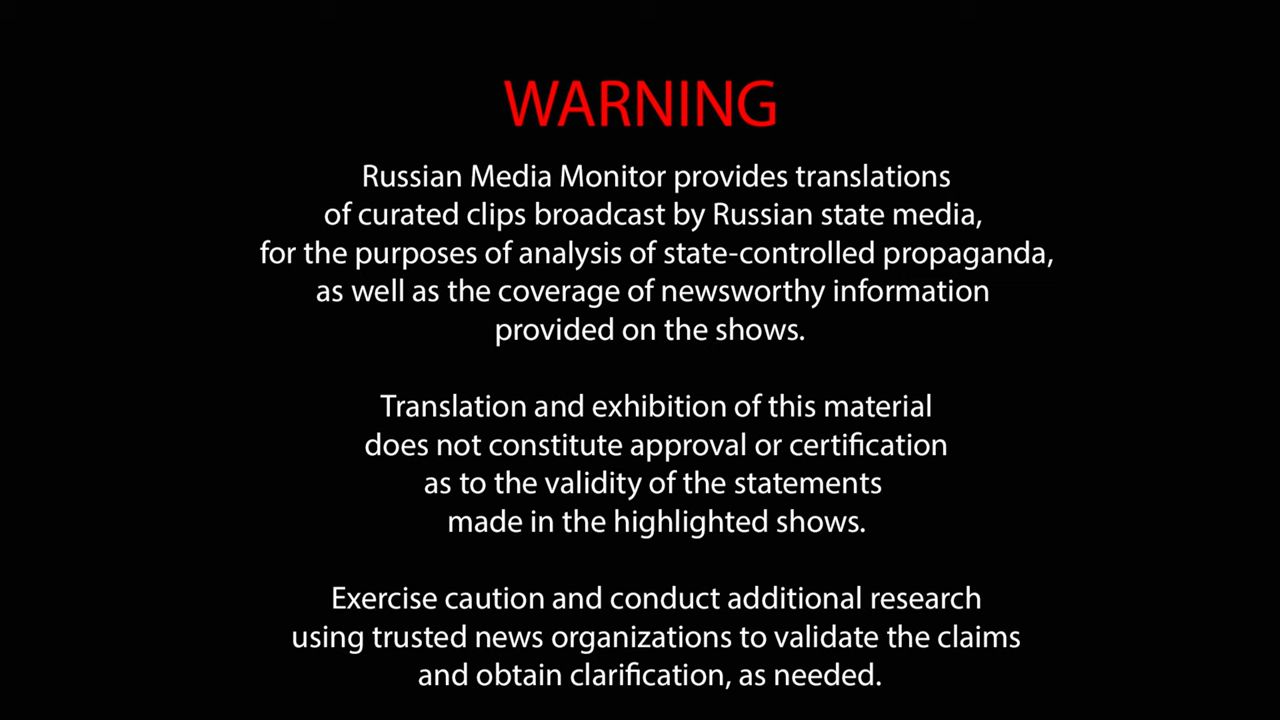 WARNING
Russian Media Monitor provides translations
of curated clips broadcast by Russian state media,
for the purposes of analysis of state-controlled propaganda,
as well as the coverage of newsworthy information
provided on the shows.
Translation and exhibition of this material
does not constitute approval or certification
as to the validity of the statements
made in the highlighted shows.
Exercise caution and conduct additional research
using trusted news organizations to validate the claims
and obtain clarification, as needed.